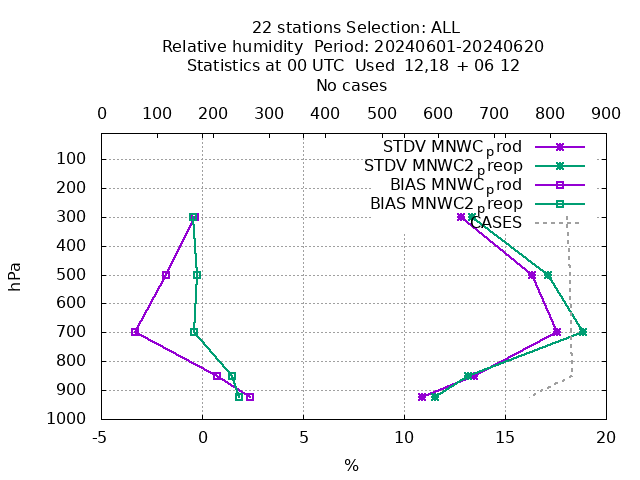 22 stations Selection: ALL
Relative humidity  Period: 20240601-20240620
Statistics at 00 UTC  Used  12,18 + 06 12
No cases
0 100 200 300 400 500 600 700 800 900
STDV MNWC_prod
STDV MNWC2_preop
BIAS MNWC_prod
BIAS MNWC2_preop
CASES
100
200
300
400
500
600
700
800
900
1000
hPa
-5 0 5 10 15 20
%